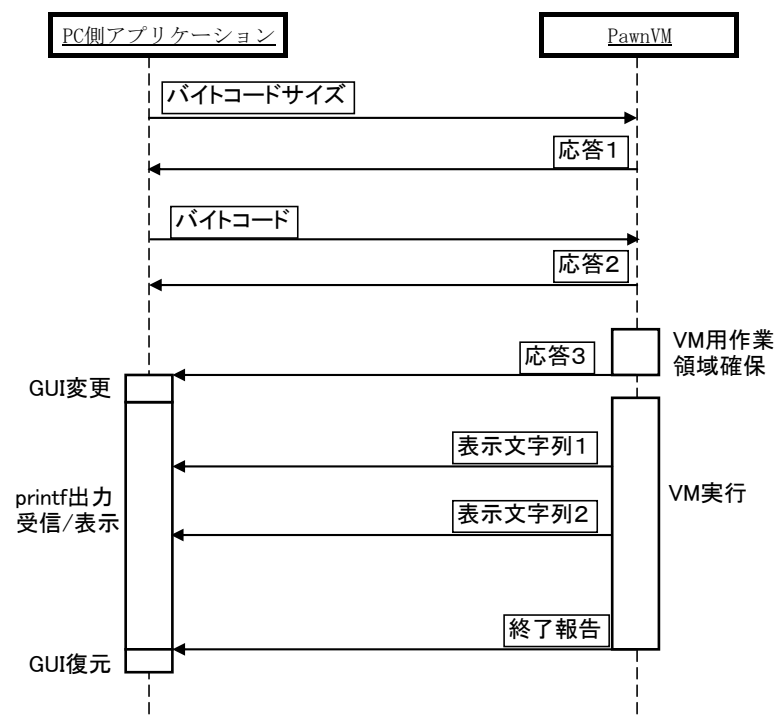 PC側アプリケーション
PawnVM
バイトコードサイズ
応答1
バイトコード
応答2
VM用作業
領域確保
応答3
GUI変更
表示文字列1
printf出力
受信/表示
VM実行
表示文字列2
終了報告
GUI復元